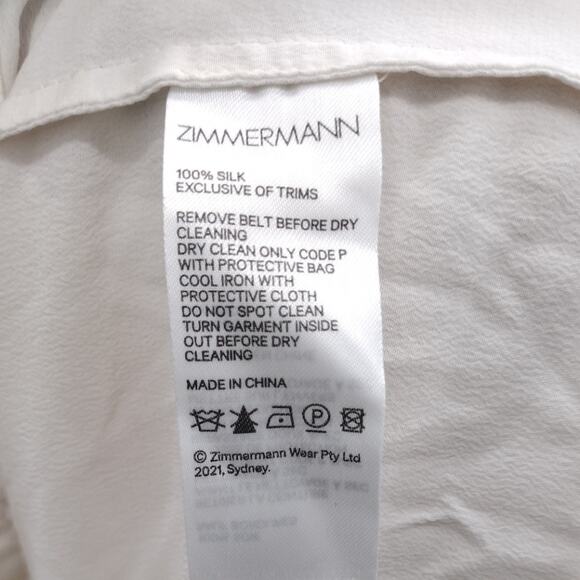 ZIMMERMANN
100% SILK
EXCLUSIVE OF TRIMS
REMOVE BELT BEFORE DRY
CLEANING
DRY CLEAN ONLY CODE P
WITH PROTECTIVE BAG
COOL IRON WITH
PROTECTIVE CLOTH
DO NOT SPOT CLEAN
TURN GARMENT INSIDE
OUT BEFORE DRY
CLEANING
MADE IN CHINA
P
© Zimmermann Wear Pty Ltd
2021, Sydney.